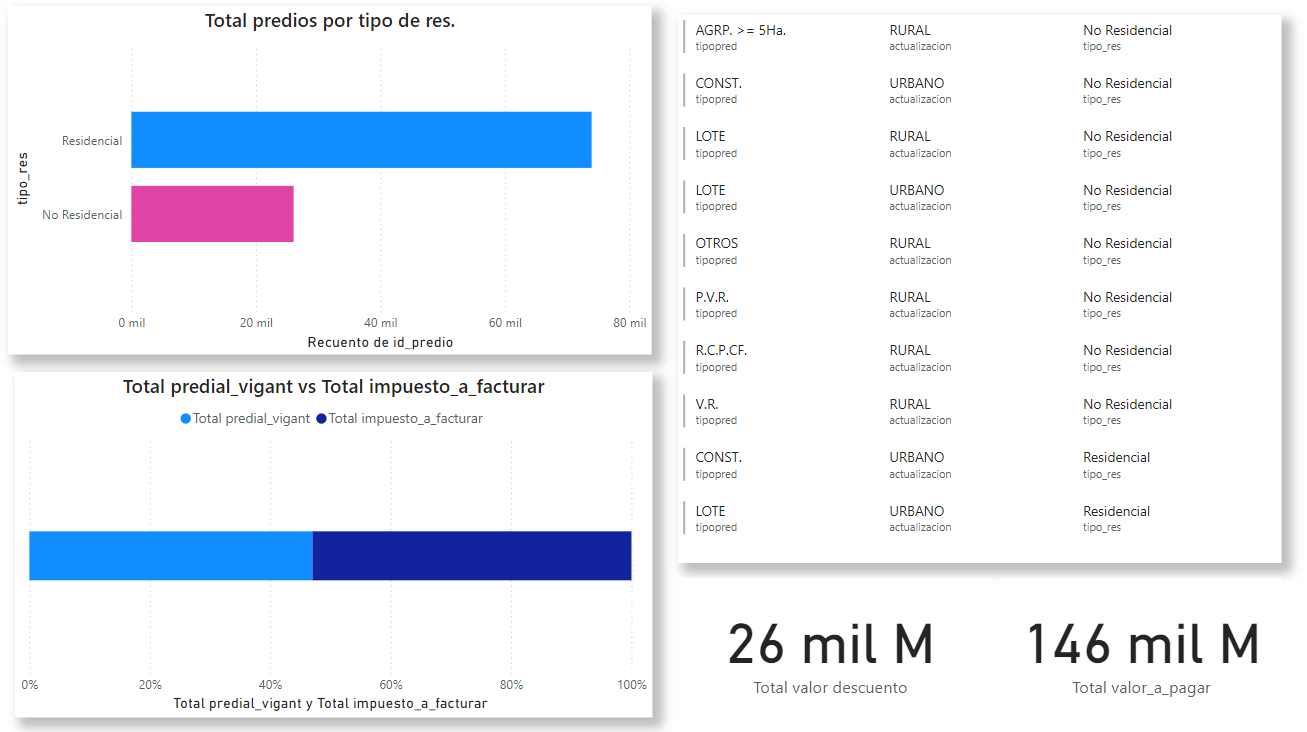 Total predios por tipo de res.
tipo_res
Residencial
No Residencial
0 mil 20 mil 40 mil 60 mil 80 mil
Recuento de id_predio
Total predial_vigant vs Total impuesto_a_facturar
Total predial_vigant Total impuesto_a_facturar
0% 20% 40% 60% 80% 100%
Total predial_vigant y Total impuesto_a_facturar
AGRP. >= 5Ha. RURAL No Residencial
tipopred actualizacion tipo_res
CONST. URBANO No Residencial
tipopred actualizacion tipo_res
LOTE RURAL No Residencial
tipopred actualizacion tipo_res
LOTE URBANO No Residencial
tipopred actualizacion tipo_res
OTROS RURAL No Residencial
tipopred actualizacion tipo_res
P.V.R. RURAL No Residencial
tipopred actualizacion tipo_res
R.C.P.CF. RURAL No Residencial
tipopred actualizacion tipo_res
V.R. RURAL No Residencial
tipopred actualizacion tipo_res
CONST. URBANO Residencial
tipopred actualizacion tipo_res
LOTE URBANO Residencial
tipopred actualizacion tipo_res
26 mil M
Total valor descuento
146 mil M
Total valor_a_pagar